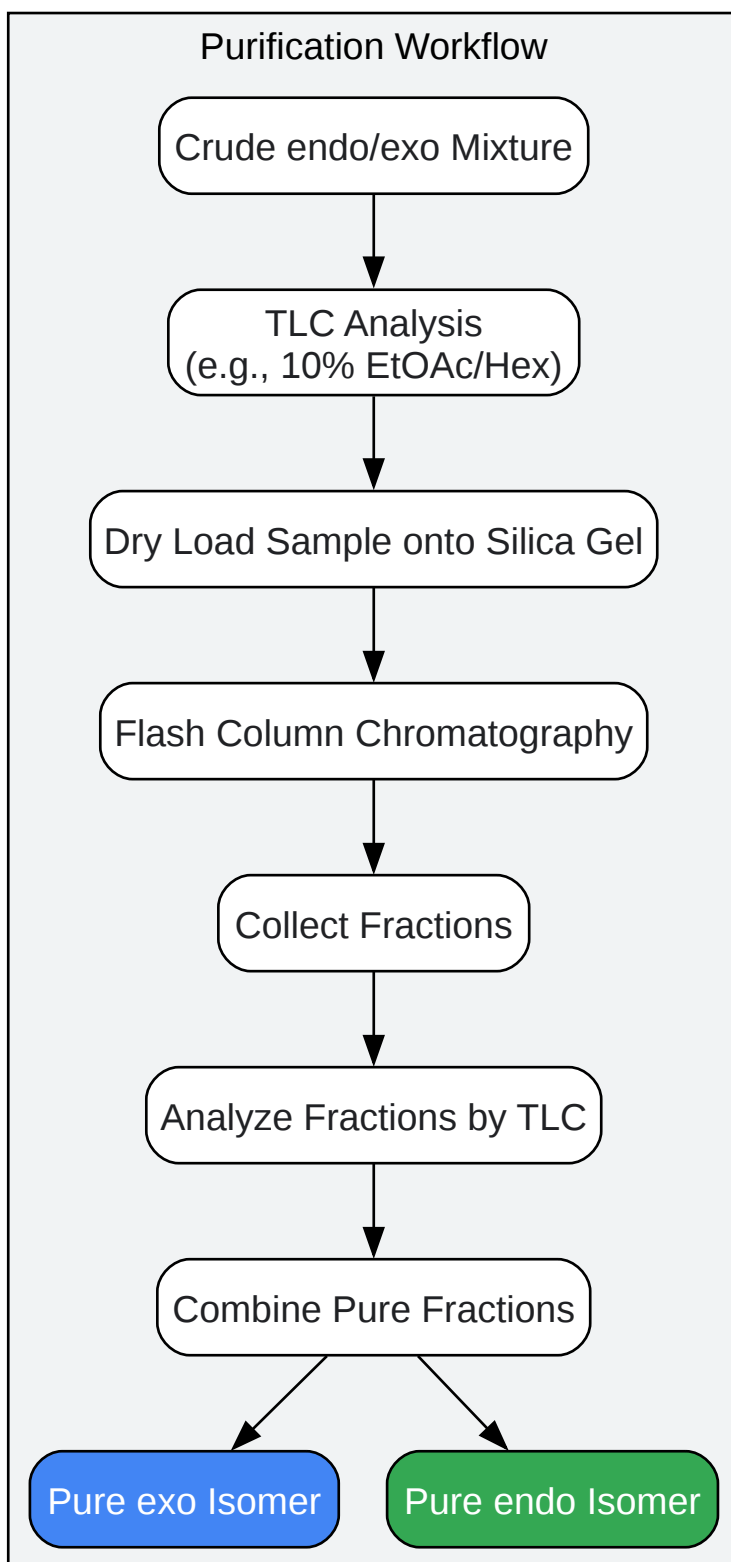 Purification Workflow
Crude endo/exo Mixture
TLC Analysis
(e.g., 10% EtOAc/Hex)
Dry Load Sample onto Silica Gel
Flash Column Chromatography
Collect Fractions
Analyze Fractions by TLC
Combine Pure Fractions
Pure exo Isomer
Pure endo Isomer